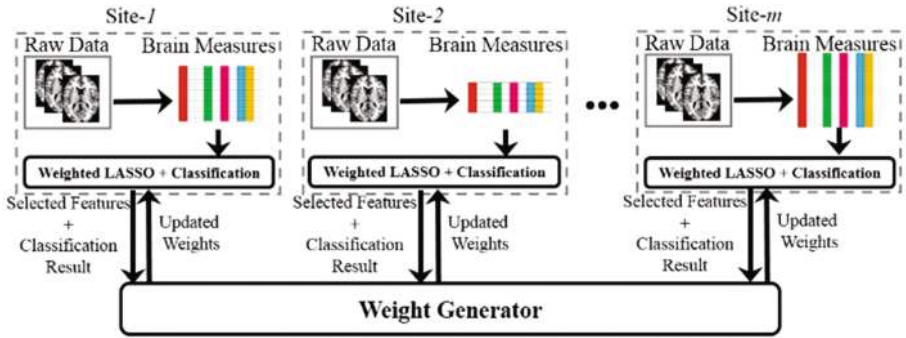 Site-1
Raw Data
Brain Measures
Weighted LASSO + Classification
Selected Features
+
Classification
Result
Updated
Weights
Site-2
Raw Data
Brain Measures
Weighted LASSO + Classification
Selected Features
+
Classification
Result
Updated
Weights
Site-m
Raw Data
Brain Measures
Weighted LASSO + Classification
Selected Features
+
Classification
Result
Updated
Weights
Weight Generator